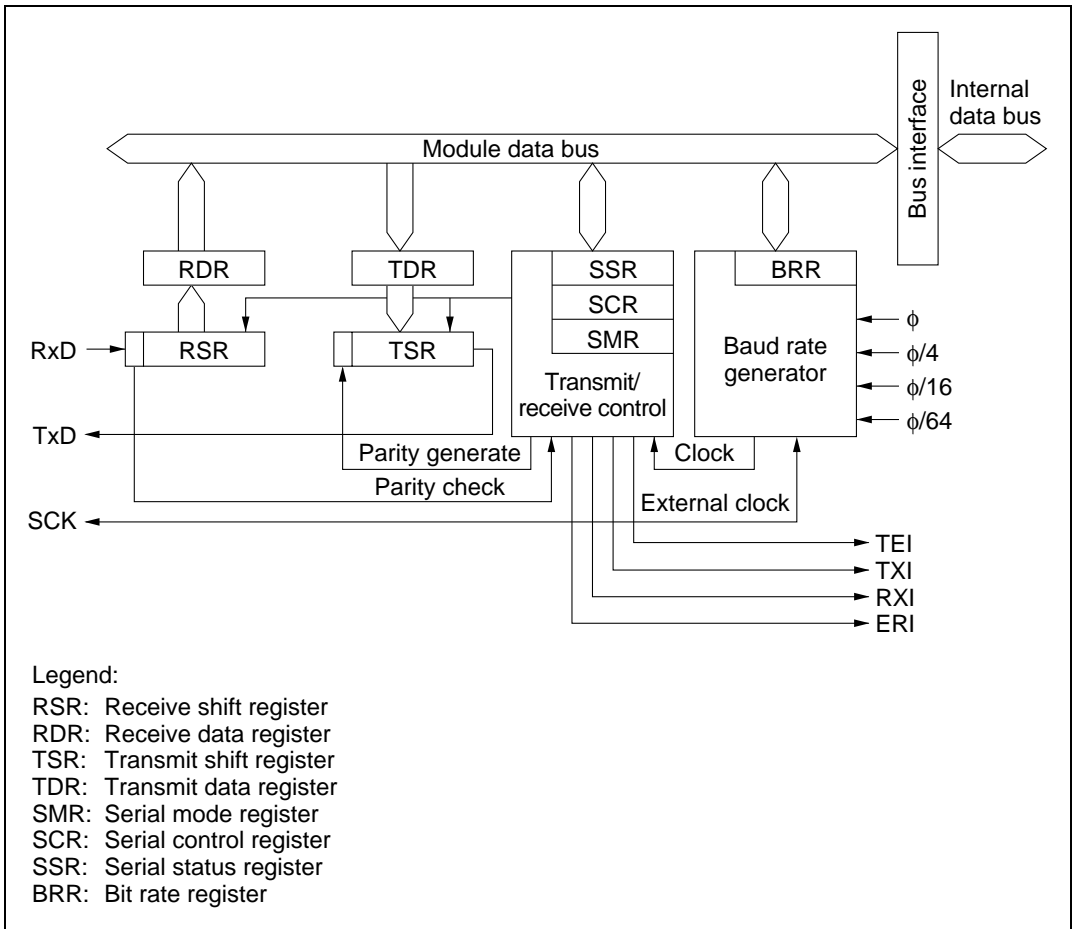 Internal
data bus
Bus interface
Module data bus
RDR
TDR
SSR
BRR
SCR
SMR
RxD
RSR
TSR
Transmit/
receive control
Baud rate
generator
ϕ
ϕ/4
ϕ/16
ϕ/64
TxD
Parity generate
Clock
Parity check
External clock
SCK
TEI
TXI
RXI
ERI
Legend:
RSR: Receive shift register
RDR: Receive data register
TSR: Transmit shift register
TDR: Transmit data register
SMR: Serial mode register
SCR: Serial control register
SSR: Serial status register
BRR: Bit rate register